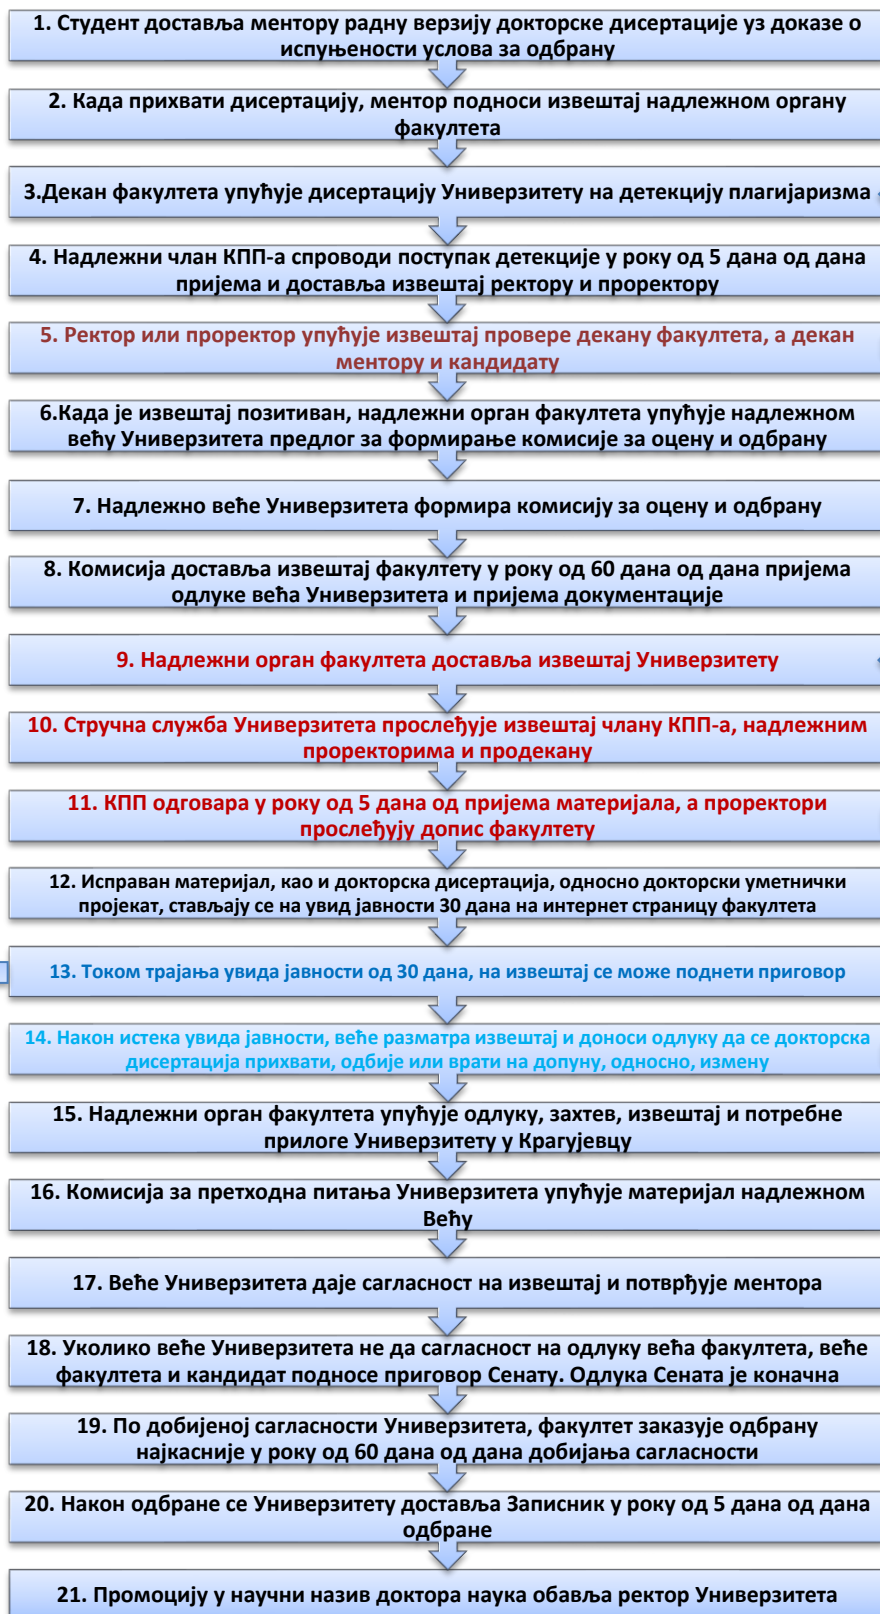 1. Студент доставља ментору радну верзију докторске дисертације уз доказе о
испуњености услова за одбрану
2. Када прихвати дисертацију, ментор подноси извештај надлежном органу
факултета
3.Декан факултета упућује дисертацију Универзитету на детекцију плагијаризма
4. Надлежни члан КПП-а спроводи поступак детекције у року од 5 дана од дана
пријема и доставља извештај ректору и проректору
5. Ректор или проректор упућује извештај провере декану факултета, а декан
ментору и кандидату
6.Када је извештај позитиван, надлежни орган факултета упућује надлежном
већу Универзитета предлог за формирање комисије за оцену и одбрану
7. Надлежно веће Универзитета формира комисију за оцену и одбрану
8. Комисија доставља извештај факултету у року од 60 дана од дана пријема
одлуке већа Универзитета и пријема документације
9. Надлежни орган факултета доставља извештај Универзитету
10. Стручна служба Универзитета прослеђује извештај члану КПП-а, надлежним
проректорима и продекану
11. КПП одговара у року од 5 дана од пријема материјала, а проректори
прослеђују допис факултету
12. Исправан материјал, као и докторска дисертација, односно докторски уметнички
пројекат, стављају се на увид јавности 30 дана на интернет страницу факултета
13. Током трајања увида јавности од 30 дана, на извештај се може поднети приговор
14. Након истека увида јавности, веће разматра извештај и доноси одлуку да се докторска
дисертација прихвати, одбије или врати на допуну, односно, измену
15. Надлежни орган факултета упућује одлуку, захтев, извештај и потребне
прилоге Универзитету у Крагујевцу
16. Комисија за претходна питања Универзитета упућује материјал надлежном
Већу
17. Веће Универзитета даје сагласност на извештај и потврђује ментора
18. Уколико веће Универзитета не да сагласност на одлуку већа факултета, веће
факултета и кандидат подносе приговор Сенату. Одлука Сената је коначна
19. По добијеној сагласности Универзитета, факултет заказује одбрану
најкасније у року од 60 дана од дана добијања сагласности
20. Након одбране се Универзитету доставља Записник у року од 5 дана од дана
одбране
21. Промоцију у научни назив доктора наука обавља ректор Универзитета